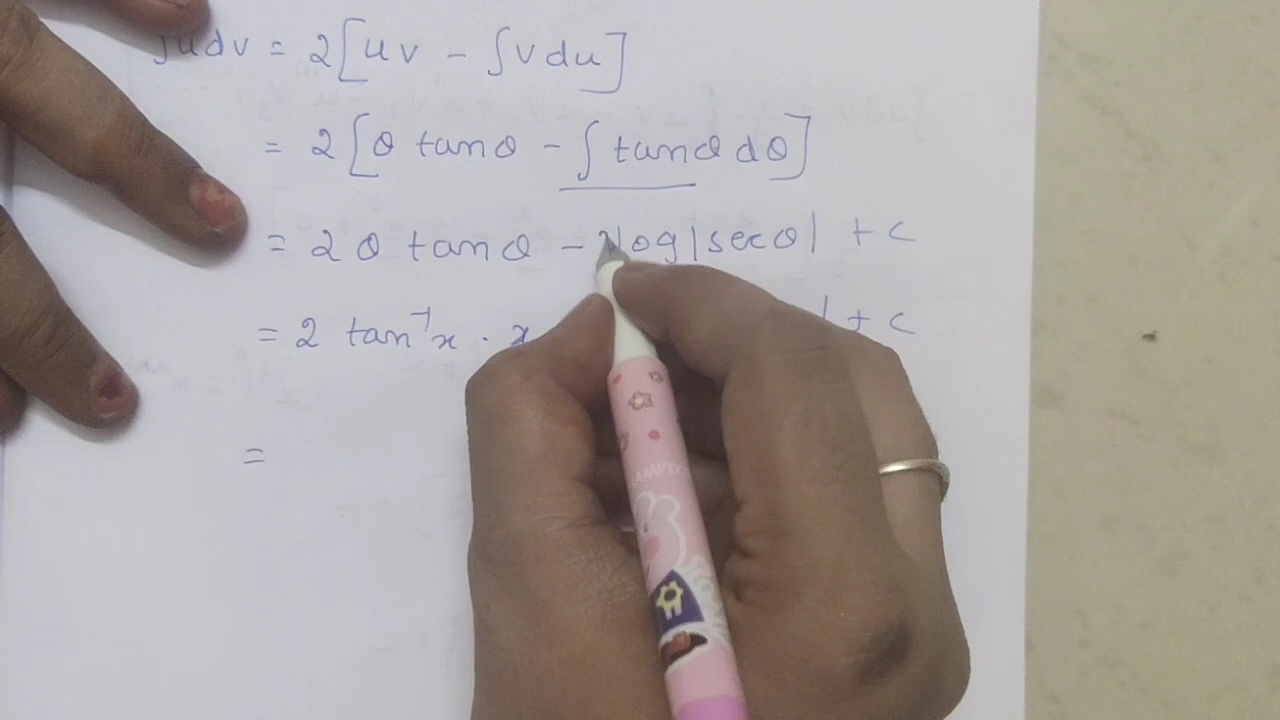 ∫udv = 2[uv - ∫vdu]
= 2[θ tanθ - ∫tanθ dθ]
= 2θ tanθ - 2log|secθ| + c
= 2 tan⁻¹x · x | + c
=